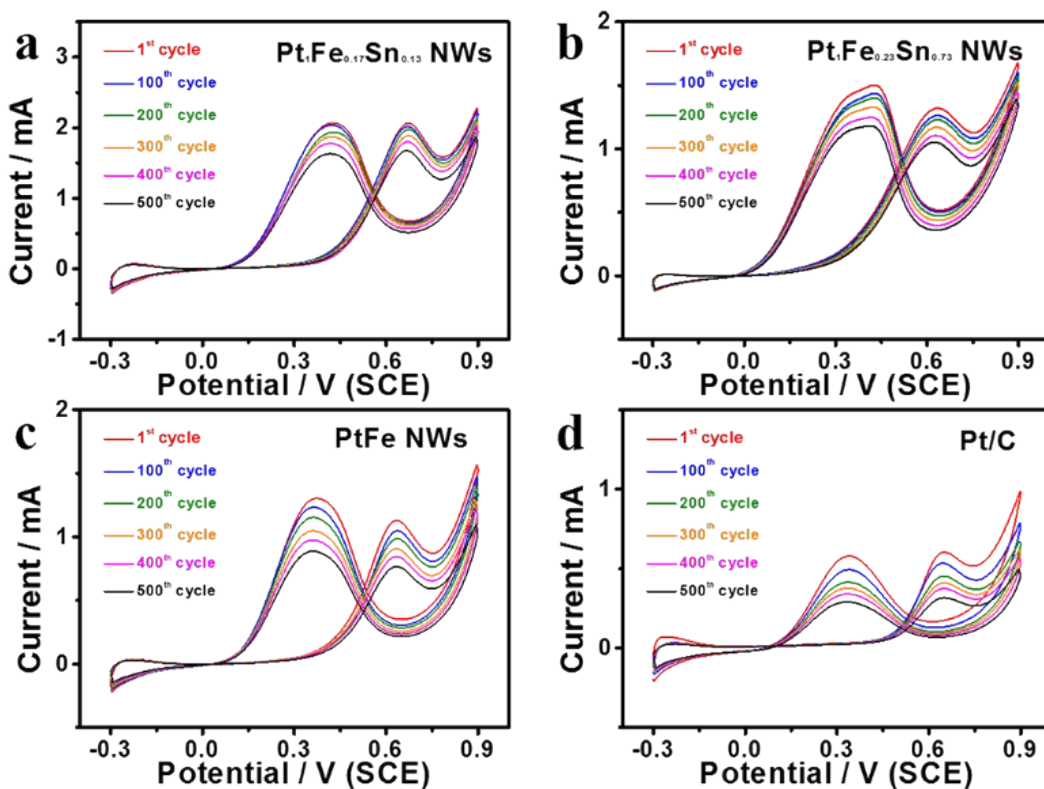 a
Pt₁Fe₀.₁₇Sn₀.₁₃ NWs
1st cycle
100th cycle
200th cycle
300th cycle
400th cycle
500th cycle
3
2
1
0
-1
Current / mA
-0.3 0.0 0.3 0.6 0.9
Potential / V (SCE)
b
Pt₁Fe₀.₂₃Sn₀.₇₃ NWs
1st cycle
100th cycle
200th cycle
300th cycle
400th cycle
500th cycle
2
1
0
Current / mA
-0.3 0.0 0.3 0.6 0.9
Potential / V (SCE)
c
PtFe NWs
1st cycle
100th cycle
200th cycle
300th cycle
400th cycle
500th cycle
2
1
0
Current / mA
-0.3 0.0 0.3 0.6 0.9
Potential / V (SCE)
d
Pt/C
1st cycle
100th cycle
200th cycle
300th cycle
400th cycle
500th cycle
1
0
Current / mA
-0.3 0.0 0.3 0.6 0.9
Potential / V (SCE)